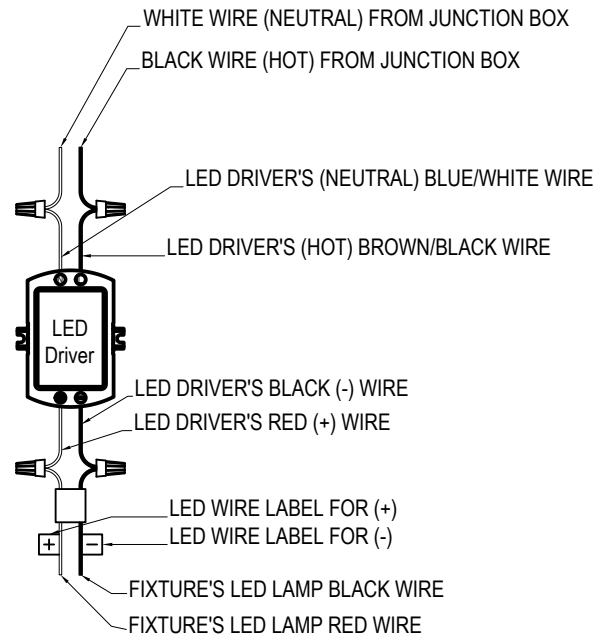 WHITE WIRE (NEUTRAL) FROM JUNCTION BOX
BLACK WIRE (HOT) FROM JUNCTION BOX
LED DRIVER'S (NEUTRAL) BLUE/WHITE WIRE
LED DRIVER'S (HOT) BROWN/BLACK WIRE
LED
Driver
LED DRIVER'S BLACK (-) WIRE
LED DRIVER'S RED (+) WIRE
LED WIRE LABEL FOR (+)
+ −
LED WIRE LABEL FOR (-)
FIXTURE'S LED LAMP BLACK WIRE
FIXTURE'S LED LAMP RED WIRE